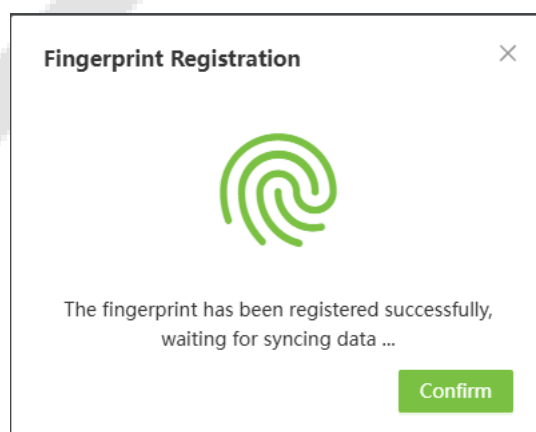 Fingerprint Registration
The fingerprint has been registered successfully,
waiting for syncing data ...
Confirm